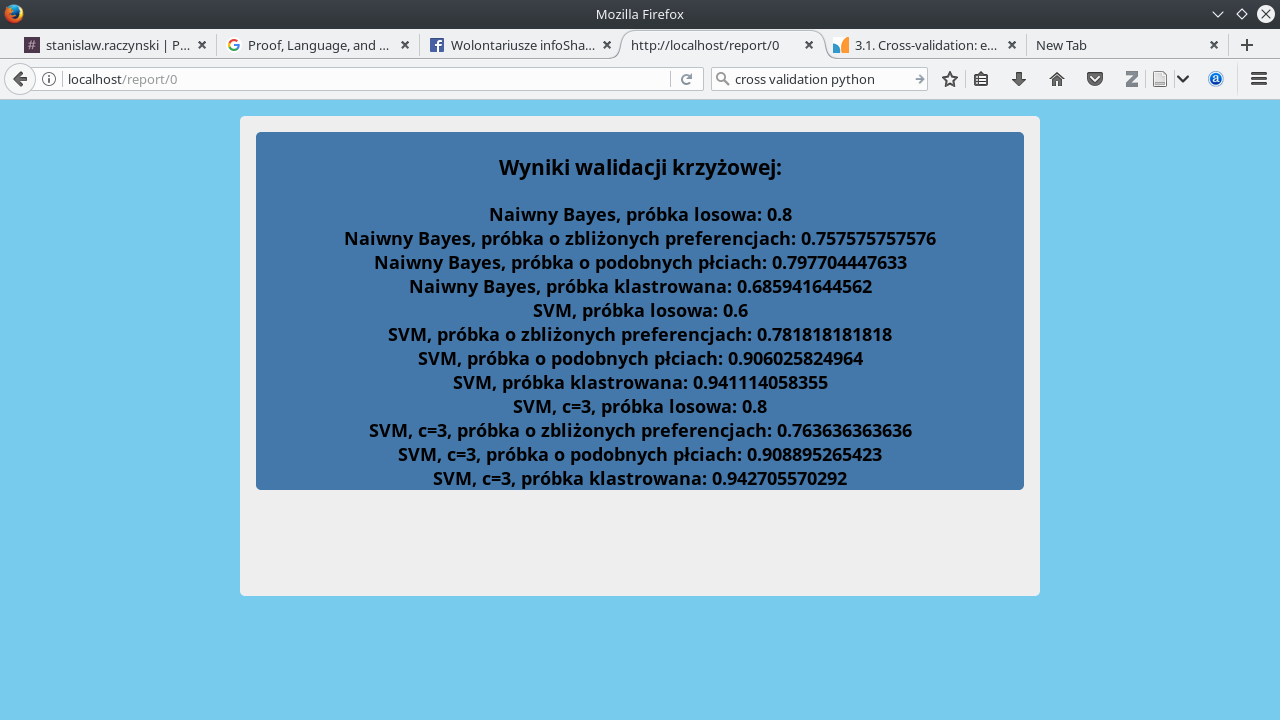 Mozilla Firefox
stanislaw.raczynski | P...
Proof, Language, and ...
Wolontariusze infoSha...
http://localhost/report/0
3.1. Cross-validation: e...
New Tab
localhost/report/0
cross validation python
Wyniki walidacji krzyżowej:
Naiwny Bayes, próbka losowa: 0.8
Naiwny Bayes, próbka o zbliżonych preferencjach: 0.757575757576
Naiwny Bayes, próbka o podobnych płciach: 0.797704447633
Naiwny Bayes, próbka klastrowana: 0.685941644562
SVM, próbka losowa: 0.6
SVM, próbka o zbliżonych preferencjach: 0.781818181818
SVM, próbka o podobnych płciach: 0.906025824964
SVM, próbka klastrowana: 0.941114058355
SVM, c=3, próbka losowa: 0.8
SVM, c=3, próbka o zbliżonych preferencjach: 0.763636363636
SVM, c=3, próbka o podobnych płciach: 0.908895265423
SVM, c=3, próbka klastrowana: 0.942705570292